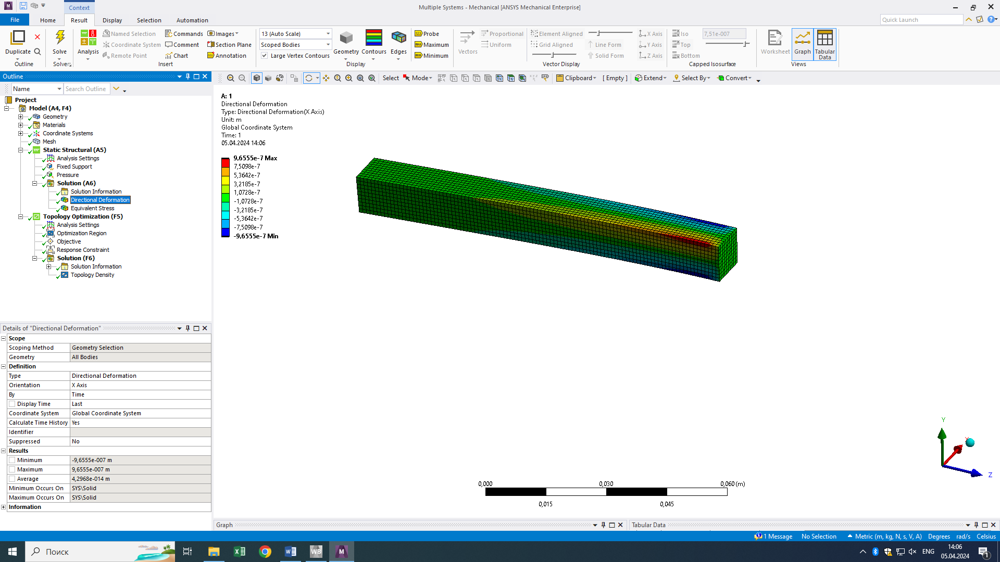 Context
Multiple Systems - Mechanical [ANSYS Mechanical Enterprise]
File Home Result Display Selection Automation
Quick Launch
Duplicate
Outline
Solve
Solver
Analysis
Named Selection
Coordinate System
Remote Point
Commands
Comment
Chart
Images
Section Plane
Annotation
Insert
13 (Auto Scale)
Scoped Bodies
Large Vertex Contours
Geometry
Contours
Edges
Display
Probe
Maximum
Minimum
Vectors
Proportional
Uniform
Element Aligned
Grid Aligned
Line Form
Solid Form
X Axis
Y Axis
Z Axis
Vector Display
Iso
Top
Bottom
7,51e-007
Capped Isosurface
Worksheet
Graph
Tabular Data
Views
Outline
Name
Search Outline
Select Mode Clipboard [ Empty ] Extend Select By Convert
Project
Model (A4, F4)
Geometry
Materials
Coordinate Systems
Mesh
Static Structural (A5)
Analysis Settings
Fixed Support
Pressure
Solution (A6)
Solution Information
Directional Deformation
Equivalent Stress
Topology Optimization (F5)
Analysis Settings
Optimization Region
Objective
Response Constraint
Solution (F6)
Solution Information
Topology Density
A: 1
Directional Deformation
Type: Directional Deformation(X Axis)
Unit: m
Global Coordinate System
Time: 1
05.04.2024 14:06
9,6555e-7 Max
7,5098e-7
5,3642e-7
3,2185e-7
1,0728e-7
-1,0728e-7
-3,2185e-7
-5,3642e-7
-7,5098e-7
-9,6555e-7 Min
Details of "Directional Deformation"
Scope
Scoping Method Geometry Selection
Geometry All Bodies
Definition
Type Directional Deformation
Orientation X Axis
By Time
Display Time Last
Coordinate System Global Coordinate System
Calculate Time History Yes
Identifier
Suppressed No
Results
Minimum -9,6555e-007 m
Maximum 9,6555e-007 m
Average 4,2968e-014 m
Minimum Occurs On SYS\Solid
Maximum Occurs On SYS\Solid
Information
Y
X
Z
0,000 0,030 0,060 (m)
0,015 0,045
Graph
Tabular Data
1 Message No Selection Metric (m, kg, N, s, V, A) Degrees rad/s Celsius
Поиск
WB
M
ENG
14:06
05.04.2024
1